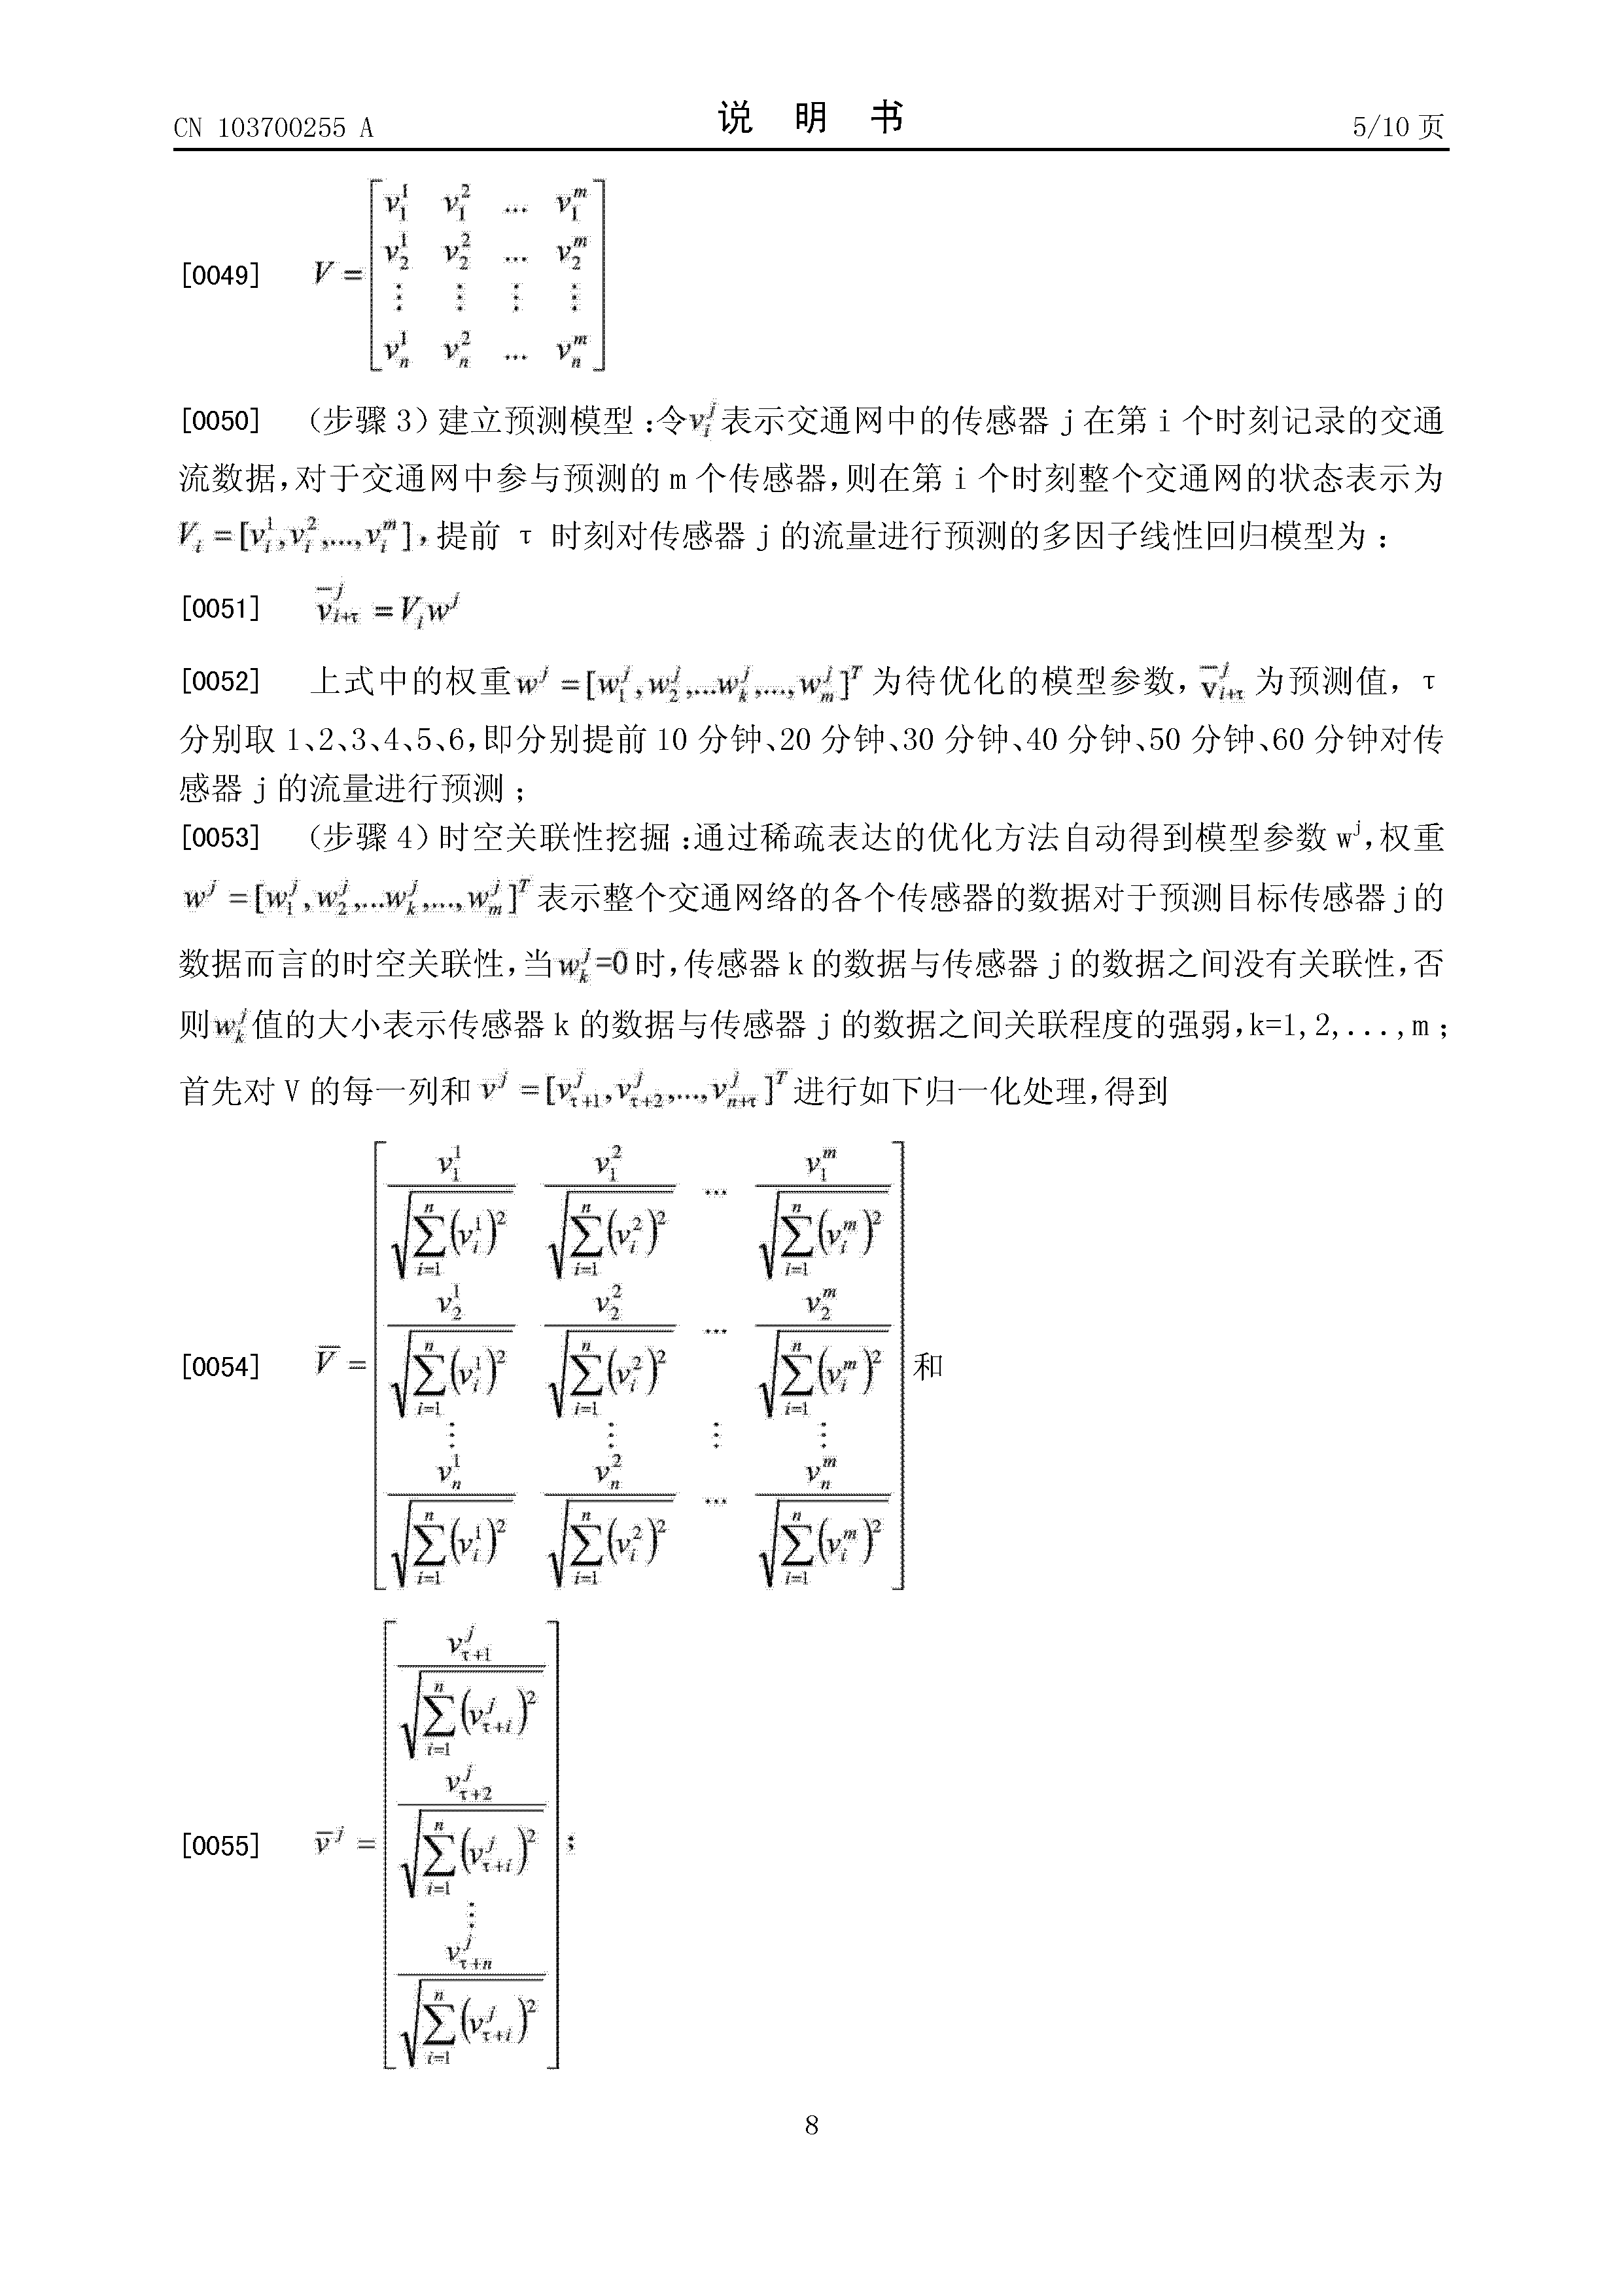 CN 103700255 A 说 明 书 5/10 页
[0049] $V=\begin{bmatrix} v_1^1 & v_1^2 & \cdots & v_1^m \\ v_2^1 & v_2^2 & \cdots & v_2^m \\ \vdots & \vdots & \vdots & \vdots \\ v_n^1 & v_n^2 & \cdots & v_n^m \end{bmatrix}$
[0050] (步骤 3)建立预测模型:令$v_i^j$表示交通网中的传感器 j 在第 i 个时刻记录的交通
流数据,对于交通网中参与预测的 m 个传感器,则在第 i 个时刻整个交通网的状态表示为
$V_i=[v_i^1,v_i^2,...,v_i^m]$,提前 τ 时刻对传感器 j 的流量进行预测的多因子线性回归模型为:
[0051] $\overline{v}_{i+τ}^j=V_iw^j$
[0052] 上式中的权重$w^j=[w_1^j,w_2^j,...w_k^j,...,w_m^j]^T$为待优化的模型参数,$\overline{v}_{i+τ}^j$为预测值, τ
分别取 1、2、3、4、5、6,即分别提前 10 分钟、20 分钟、30 分钟、40 分钟、50 分钟、60 分钟对传
感器 j 的流量进行预测;
[0053] (步骤 4)时空关联性挖掘:通过稀疏表达的优化方法自动得到模型参数 $w^j$,权重
$w^j=[w_1^j,w_2^j,...w_k^j,...,w_m^j]^T$表示整个交通网络的各个传感器的数据对于预测目标传感器 j 的
数据而言的时空关联性,当$w_k^j=0$时,传感器 k 的数据与传感器 j 的数据之间没有关联性,否
则$w_k^j$值的大小表示传感器 k 的数据与传感器 j 的数据之间关联程度的强弱,k=1,2,...,m;
首先对 V 的每一列和 $v^j=[v_{τ+1}^j,v_{τ+2}^j,...,v_{n+τ}^j]^T$进行如下归一化处理,得到
[0054] $\overline{V}=\begin{bmatrix} \frac{v_1^1}{\sqrt{\sum_{i=1}^n(v_i^1)^2}} & \frac{v_1^2}{\sqrt{\sum_{i=1}^n(v_i^2)^2}} & \cdots & \frac{v_1^m}{\sqrt{\sum_{i=1}^n(v_i^m)^2}} \\ \frac{v_2^1}{\sqrt{\sum_{i=1}^n(v_i^1)^2}} & \frac{v_2^2}{\sqrt{\sum_{i=1}^n(v_i^2)^2}} & \cdots & \frac{v_2^m}{\sqrt{\sum_{i=1}^n(v_i^m)^2}} \\ \vdots & \vdots & \vdots & \vdots \\ \frac{v_n^1}{\sqrt{\sum_{i=1}^n(v_i^1)^2}} & \frac{v_n^2}{\sqrt{\sum_{i=1}^n(v_i^2)^2}} & \cdots & \frac{v_n^m}{\sqrt{\sum_{i=1}^n(v_i^m)^2}} \end{bmatrix}$和
[0055] $\overline{v}^j=\begin{bmatrix} \frac{v_{τ+1}^j}{\sqrt{\sum_{i=1}^n(v_{τ+i}^j)^2}} \\ \frac{v_{τ+2}^j}{\sqrt{\sum_{i=1}^n(v_{τ+i}^j)^2}} \\ \vdots \\ \frac{v_{τ+n}^j}{\sqrt{\sum_{i=1}^n(v_{τ+i}^j)^2}} \end{bmatrix}$;
8